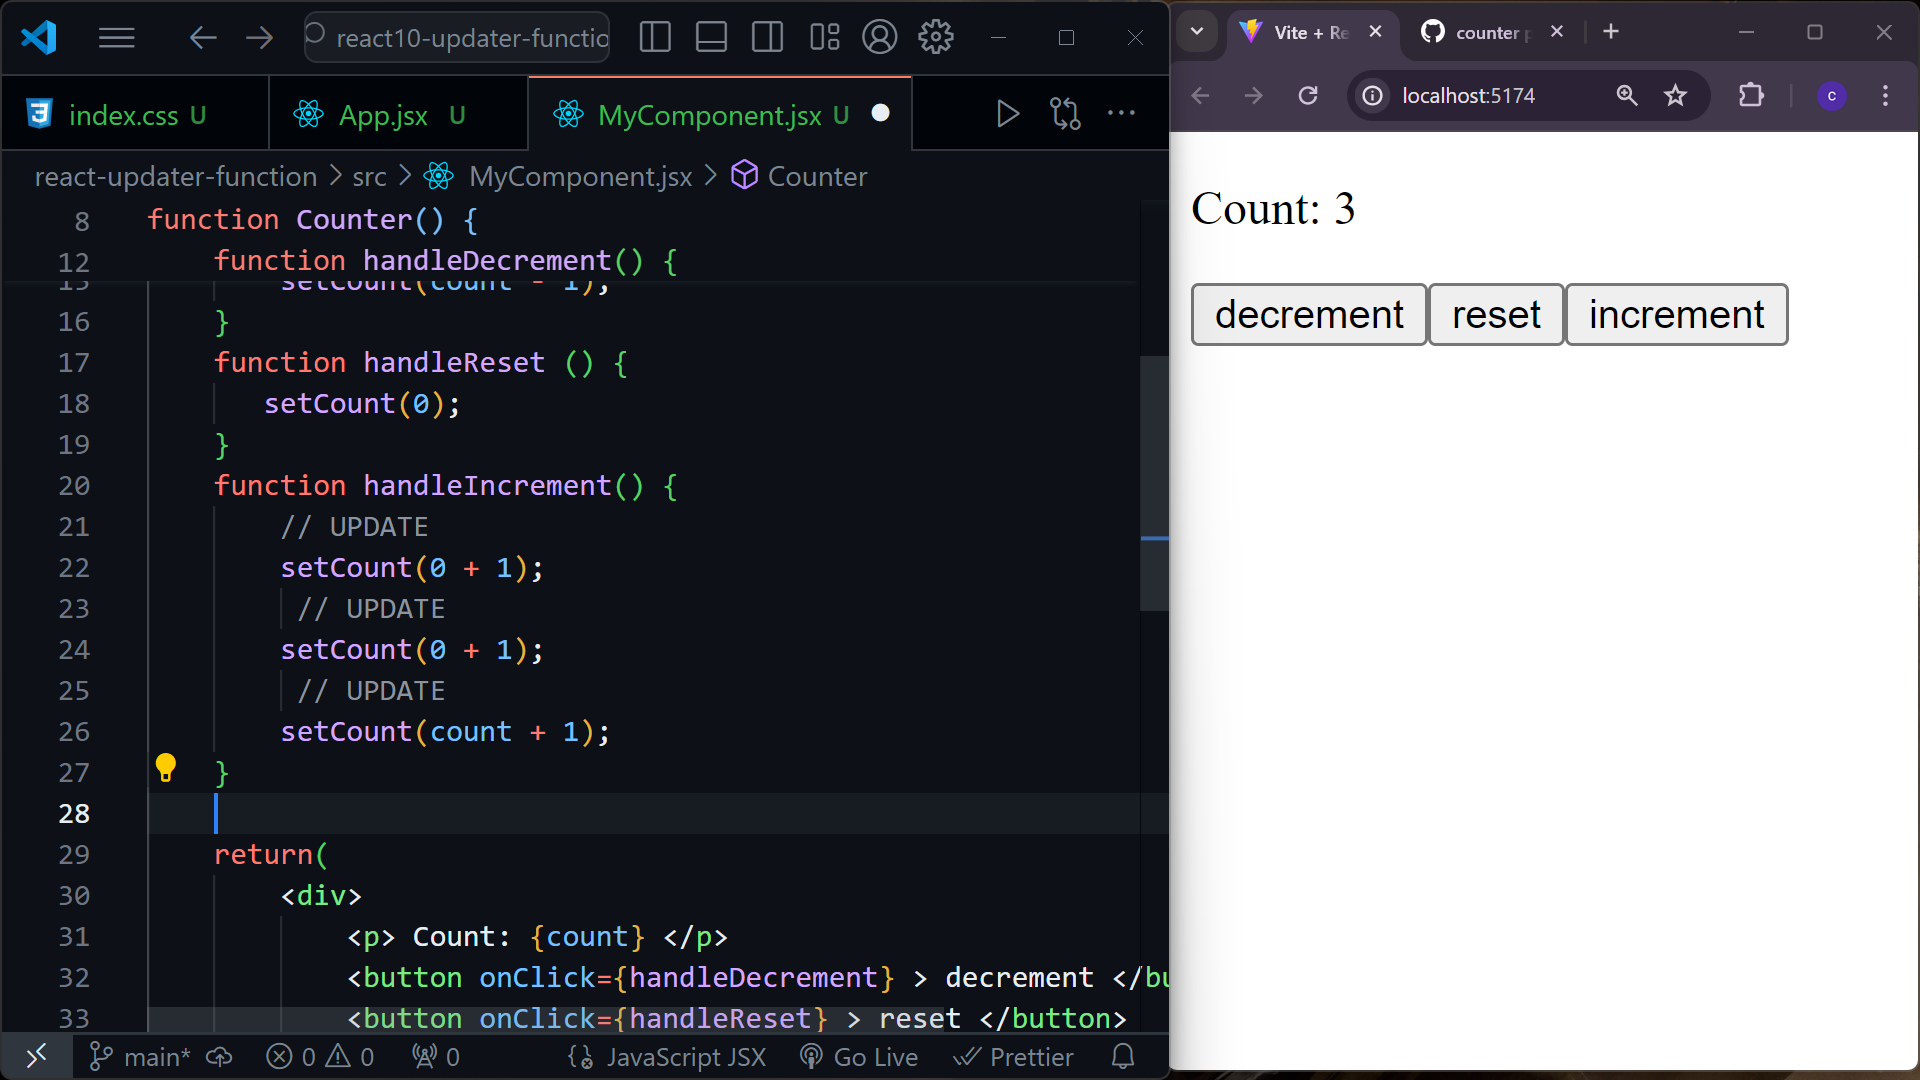 react10-updater-functio
index.css U
App.jsx U
MyComponent.jsx U
react-updater-function > src > MyComponent.jsx > Counter
8 function Counter() {
12 function handleDecrement() {
15 setCount(count - 1);
16 }
17 function handleReset () {
18 setCount(0);
19 }
20 function handleIncrement() {
21 // UPDATE
22 setCount(0 + 1);
23 // UPDATE
24 setCount(0 + 1);
25 // UPDATE
26 setCount(count + 1);
27 }
28
29 return(
30 <div>
31 <p> Count: {count} </p>
32 <button onClick={handleDecrement} > decrement </bu
33 <button onClick={handleReset} > reset </button>
main* 0 0 0 JavaScript JSX Go Live Prettier
Vite + Re
counter p
localhost:5174
c
Count: 3
decrement reset increment